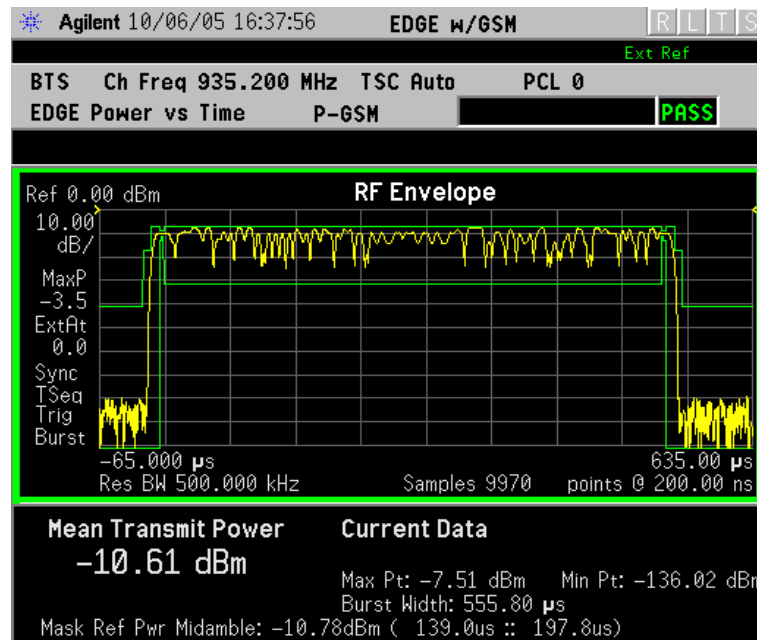 Agilent 10/06/05 16:37:56 EDGE w/GSM R L T S
Ext Ref
BTS Ch Freq 935.200 MHz TSC Auto PCL 0
EDGE Power vs Time P-GSM PASS
Ref 0.00 dBm RF Envelope
10.00
dB/
MaxP
-3.5
ExtAt
0.0
Sync
TSeq
Trig
Burst
-65.000 µs 635.00 µs
Res BW 500.000 kHz Samples 9970 points @ 200.00 ns
Mean Transmit Power Current Data
-10.61 dBm
Max Pt: -7.51 dBm Min Pt: -136.02 dBm
Burst Width: 555.80 µs
Mask Ref Pwr Midamble: -10.78dBm ( 139.0us :: 197.8us)